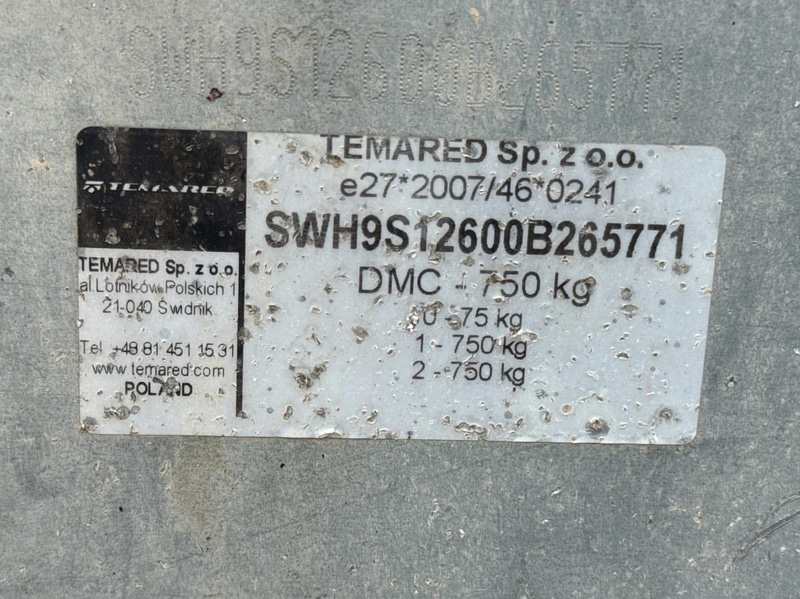 SWH9S12600B265771
TEMARED
TEMARED Sp. z o.o.
al.Lotników Polskich 1
21-040 Świdnik
Tel. +48 81 451 15 31
www.temared.com
POLAND
TEMARED Sp. z o.o.
e27*2007/46*0241
SWH9S12600B265771
DMC - 750 kg
0 - 75 kg
1 - 750 kg
2 - 750 kg